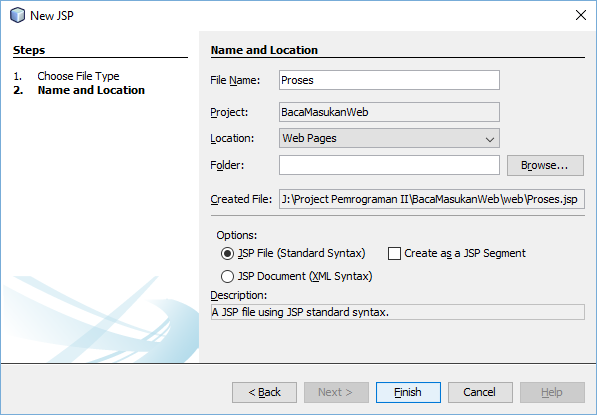 New JSP
Steps
1. Choose File Type
2. Name and Location
Name and Location
File Name: Proses
Project: BacaMasukanWeb
Location: Web Pages
Folder: Browse...
Created File: J:\Project Pemrograman II\BacaMasukanWeb\web\Proses.jsp
Options:
JSP File (Standard Syntax) Create as a JSP Segment
JSP Document (XML Syntax)
Description:
A JSP file using JSP standard syntax.
< Back Next > Finish Cancel Help